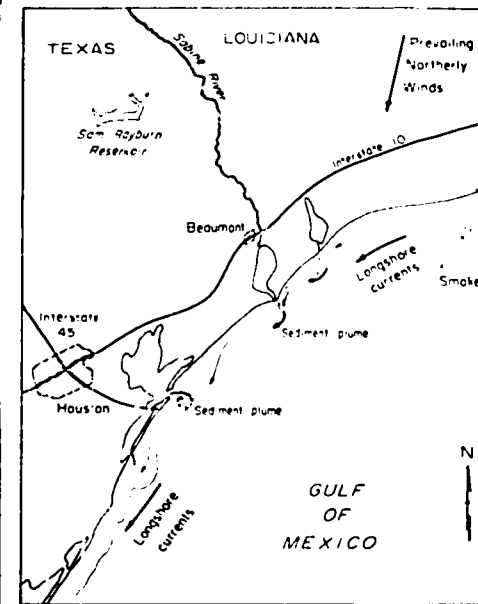 TEXAS
LOUISIANA
Sabine
River
Prevailing
Northerly
Winds
Sam Rayburn
Reservoir
Interstate 10
Beaumont
Longshore
currents
Smoke
Interstate
45
Sediment plume
Houston
Sediment plume
N
GULF
OF
MEXICO
Longshore
currents